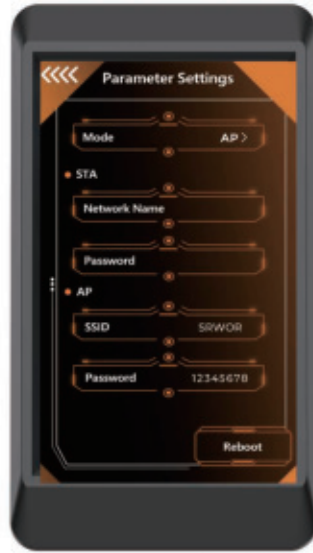 Parameter Settings
Mode AP >
STA
Network Name
Password
AP
SSID SRWOR
Password 12345678
Reboot